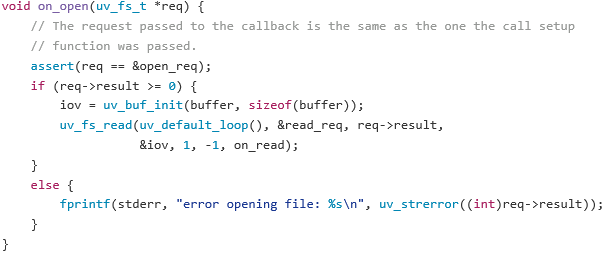 void on_open(uv_fs_t *req) {
    // The request passed to the callback is the same as the one the call setup
    // function was passed.
    assert(req == &open_req);
    if (req->result >= 0) {
        iov = uv_buf_init(buffer, sizeof(buffer));
        uv_fs_read(uv_default_loop(), &read_req, req->result,
                   &iov, 1, -1, on_read);
    }
    else {
        fprintf(stderr, "error opening file: %s\n", uv_strerror((int)req->result));
    }
}